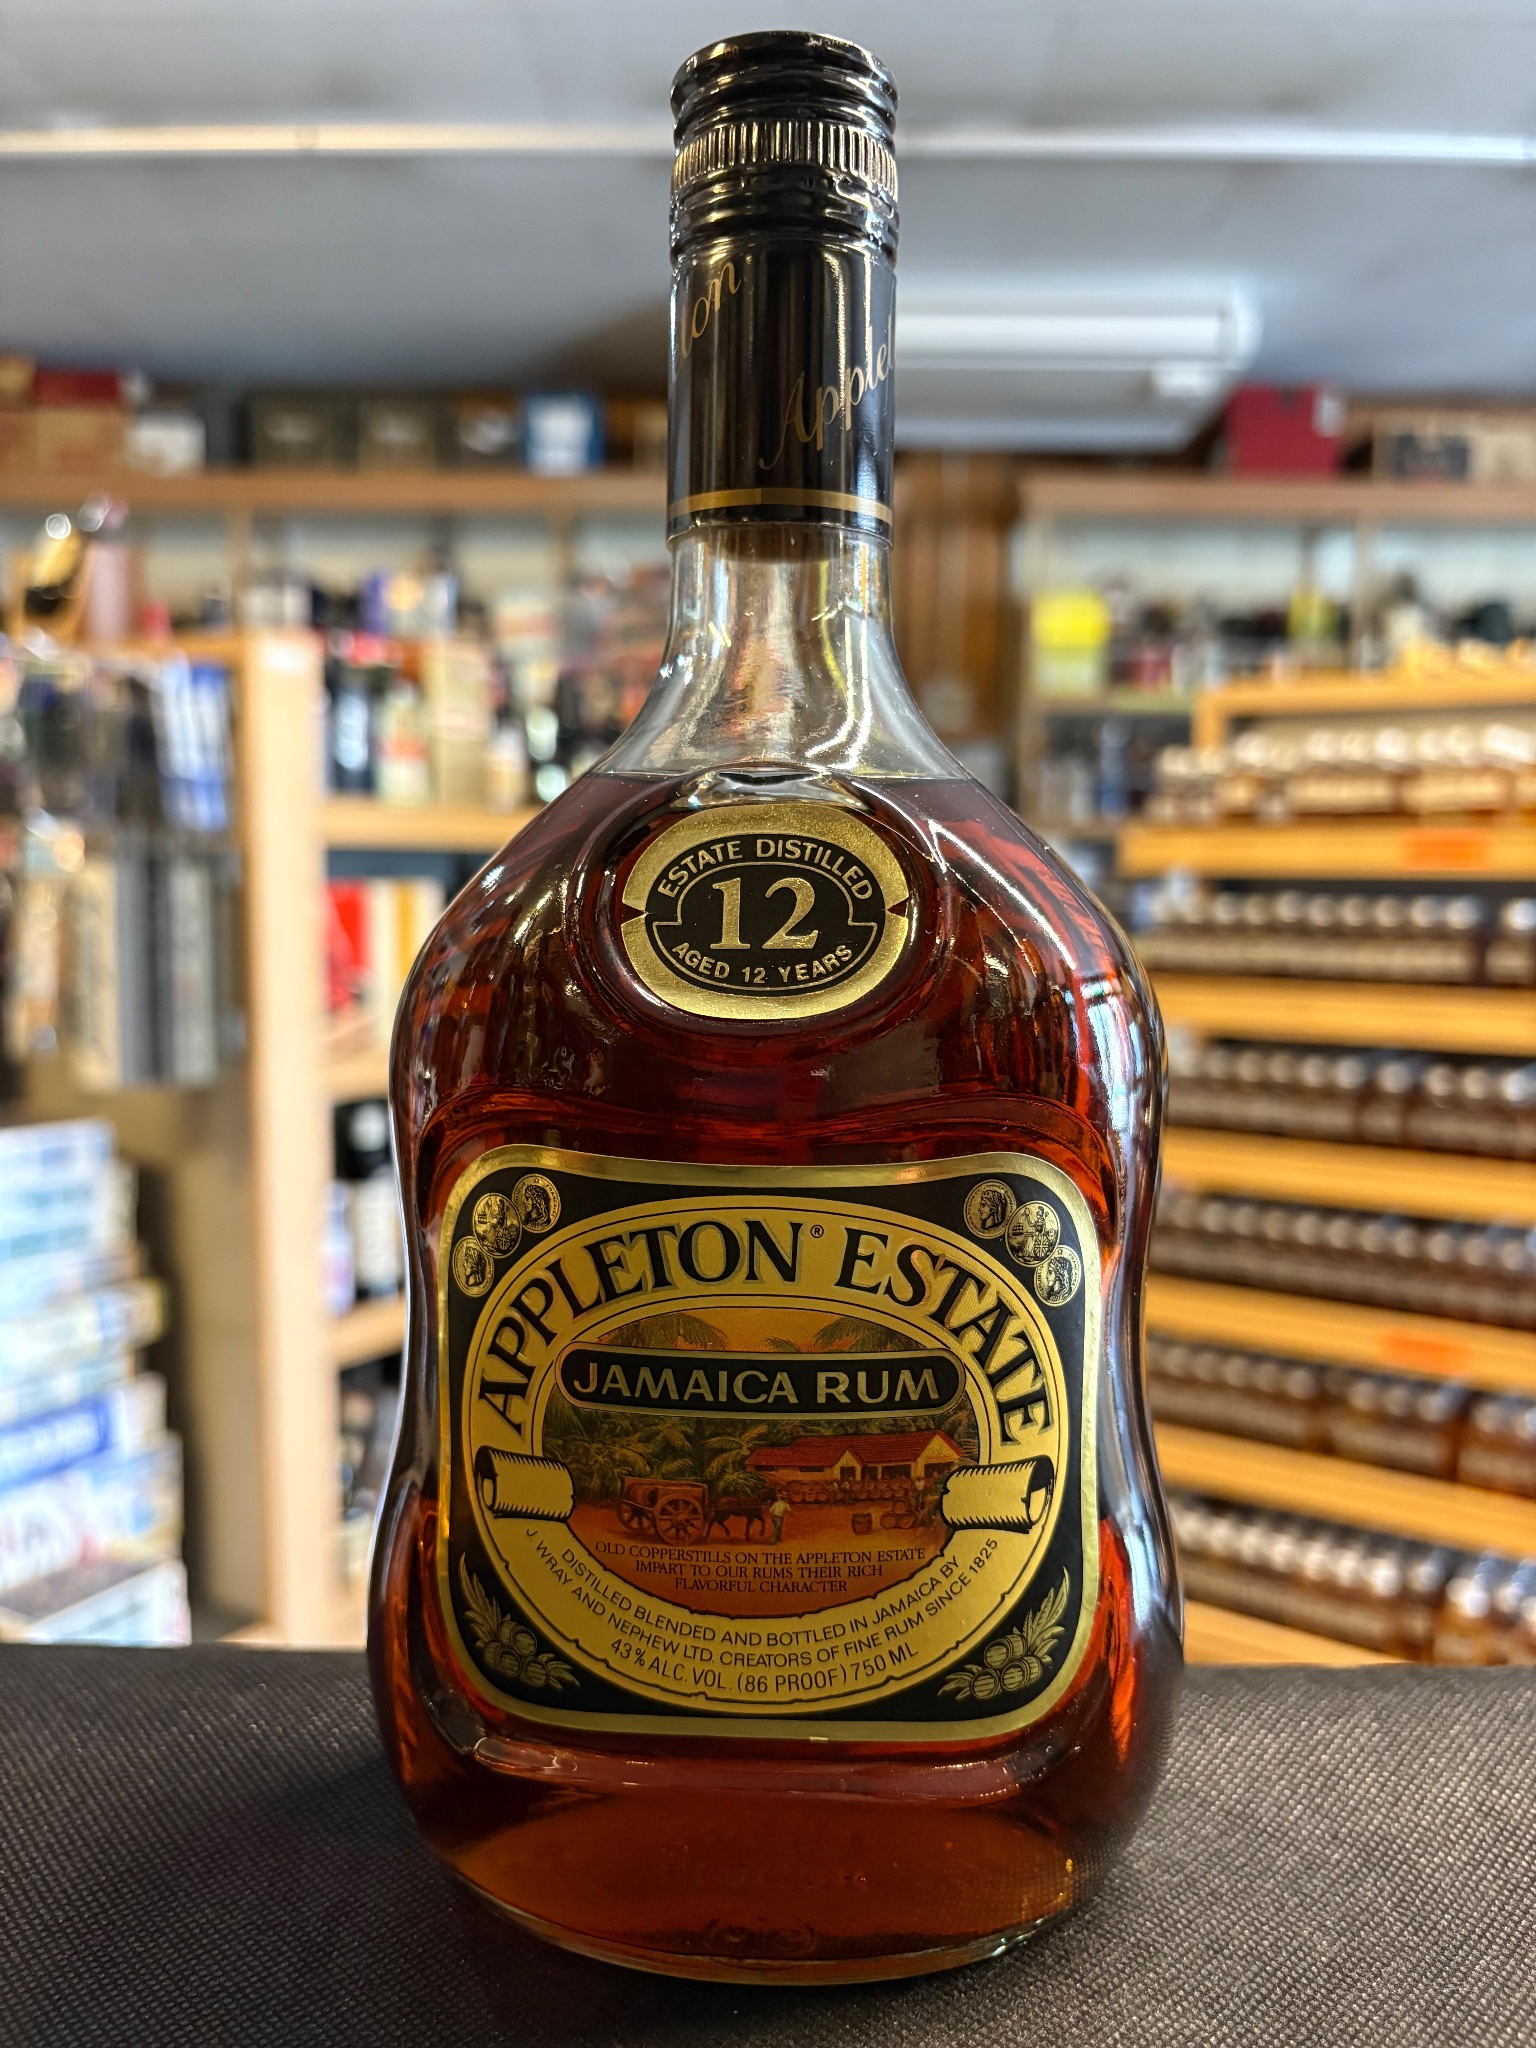 ton
Applet
ESTATE DISTILLED
12
AGED 12 YEARS
APPLETON® ESTATE
JAMAICA RUM
OLD COPPERSTILLS ON THE APPLETON ESTATE
IMPART TO OUR RUMS THEIR RICH
FLAVORFUL CHARACTER
DISTILLED BLENDED AND BOTTLED IN JAMAICA BY
J. WRAY AND NEPHEW LTD. CREATORS OF FINE RUM SINCE 1825
43% ALC. VOL. (86 PROOF) 750 ML